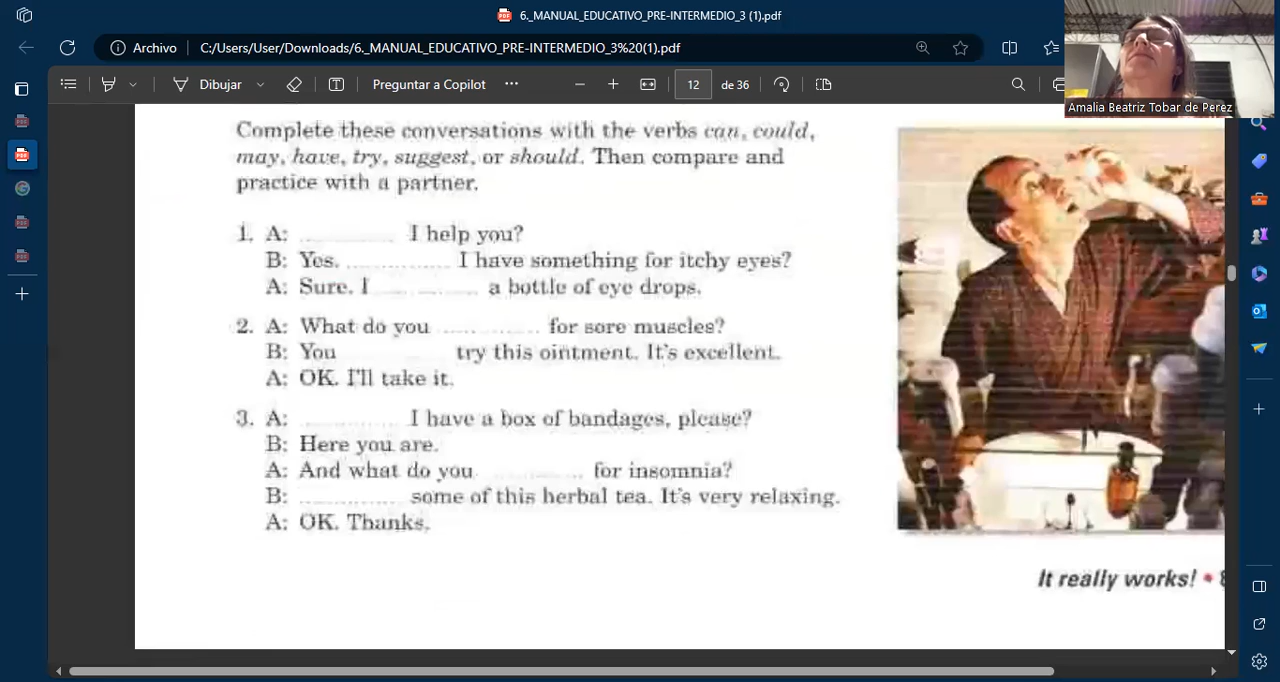 6._MANUAL_EDUCATIVO_PRE-INTERMEDIO_3 (1).pdf
Archivo
C:/Users/User/Downloads/6._MANUAL_EDUCATIVO_PRE-INTERMEDIO_3%20(1).pdf
Dibujar
Preguntar a Copilot
12
de 36
Amalia Beatriz Tobar de Perez
Complete these conversations with the verbs can, could,
may, have, try, suggest, or should. Then compare and
practice with a partner.
1. A: ............ I help you?
B: Yes. ............ I have something for itchy eyes?
A: Sure. I ............ a bottle of eye drops.
2. A: What do you ............ for sore muscles?
B: You try this ointment. It's excellent.
A: OK. I'll take it.
3. A: ............ I have a box of bandages, please?
B: Here you are.
A: And what do you ............ for insomnia?
B: ............ some of this herbal tea. It's very relaxing.
A: OK. Thanks.
It really works! •